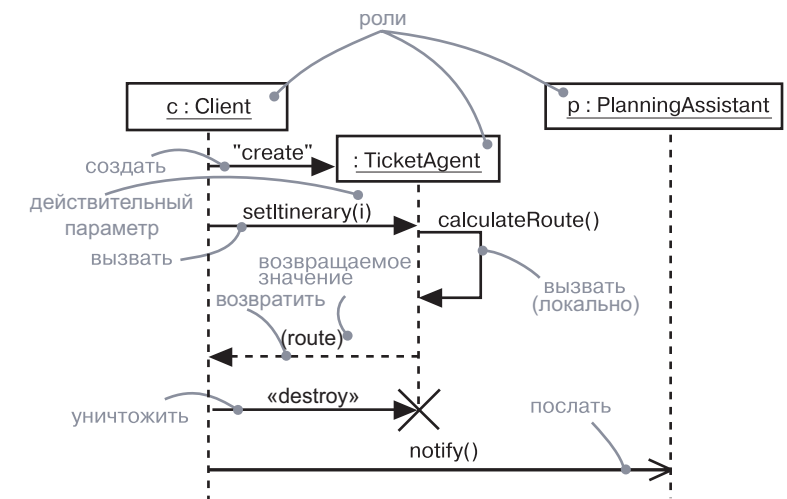 роли
c : Client
p : PlanningAssistant
"create"
: TicketAgent
создать
действительный
параметр
setItinerary(i)
calculateRoute()
вызвать
возвращаемое
значение
вызвать
(локально)
возвратить
(route)
«destroy»
уничтожить
послать
notify()